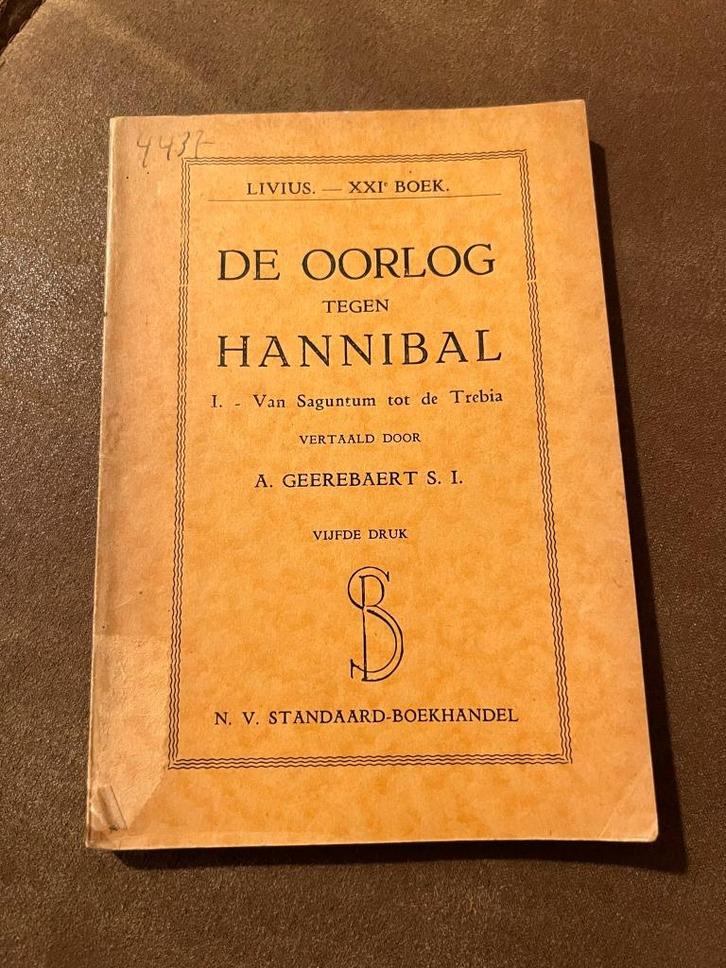 LIVIUS. — XXIe BOEK.
DE OORLOG
TEGEN
HANNIBAL
I. - Van Saguntum tot de Trebia
VERTAALD DOOR
A. GEEREBAERT S. I.
VIJFDE DRUK
SB
N. V. STANDAARD-BOEKHANDEL